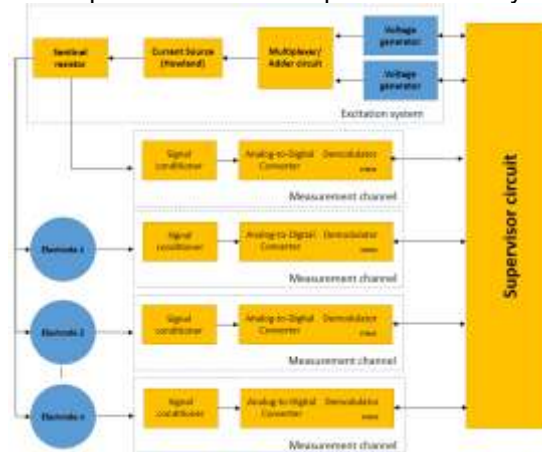 Voltage
generator
Sentinel
resistor
Current Source
(Howland)
Multiplexer/
Adder circuit
Voltage
generator
Excitation system
Signal
conditioner
Analog-to-Digital
Converter
Demodulator
Measurement channel
Electrode 1
Signal
conditioner
Analog-to-Digital
Converter
Demodulator
Measurement channel
Electrode 2
Signal
conditioner
Analog-to-Digital
Converter
Demodulator
Measurement channel
Electrode n
Signal
conditioner
Analog-to-Digital
Converter
Demodulator
Measurement channel
Supervisor circuit